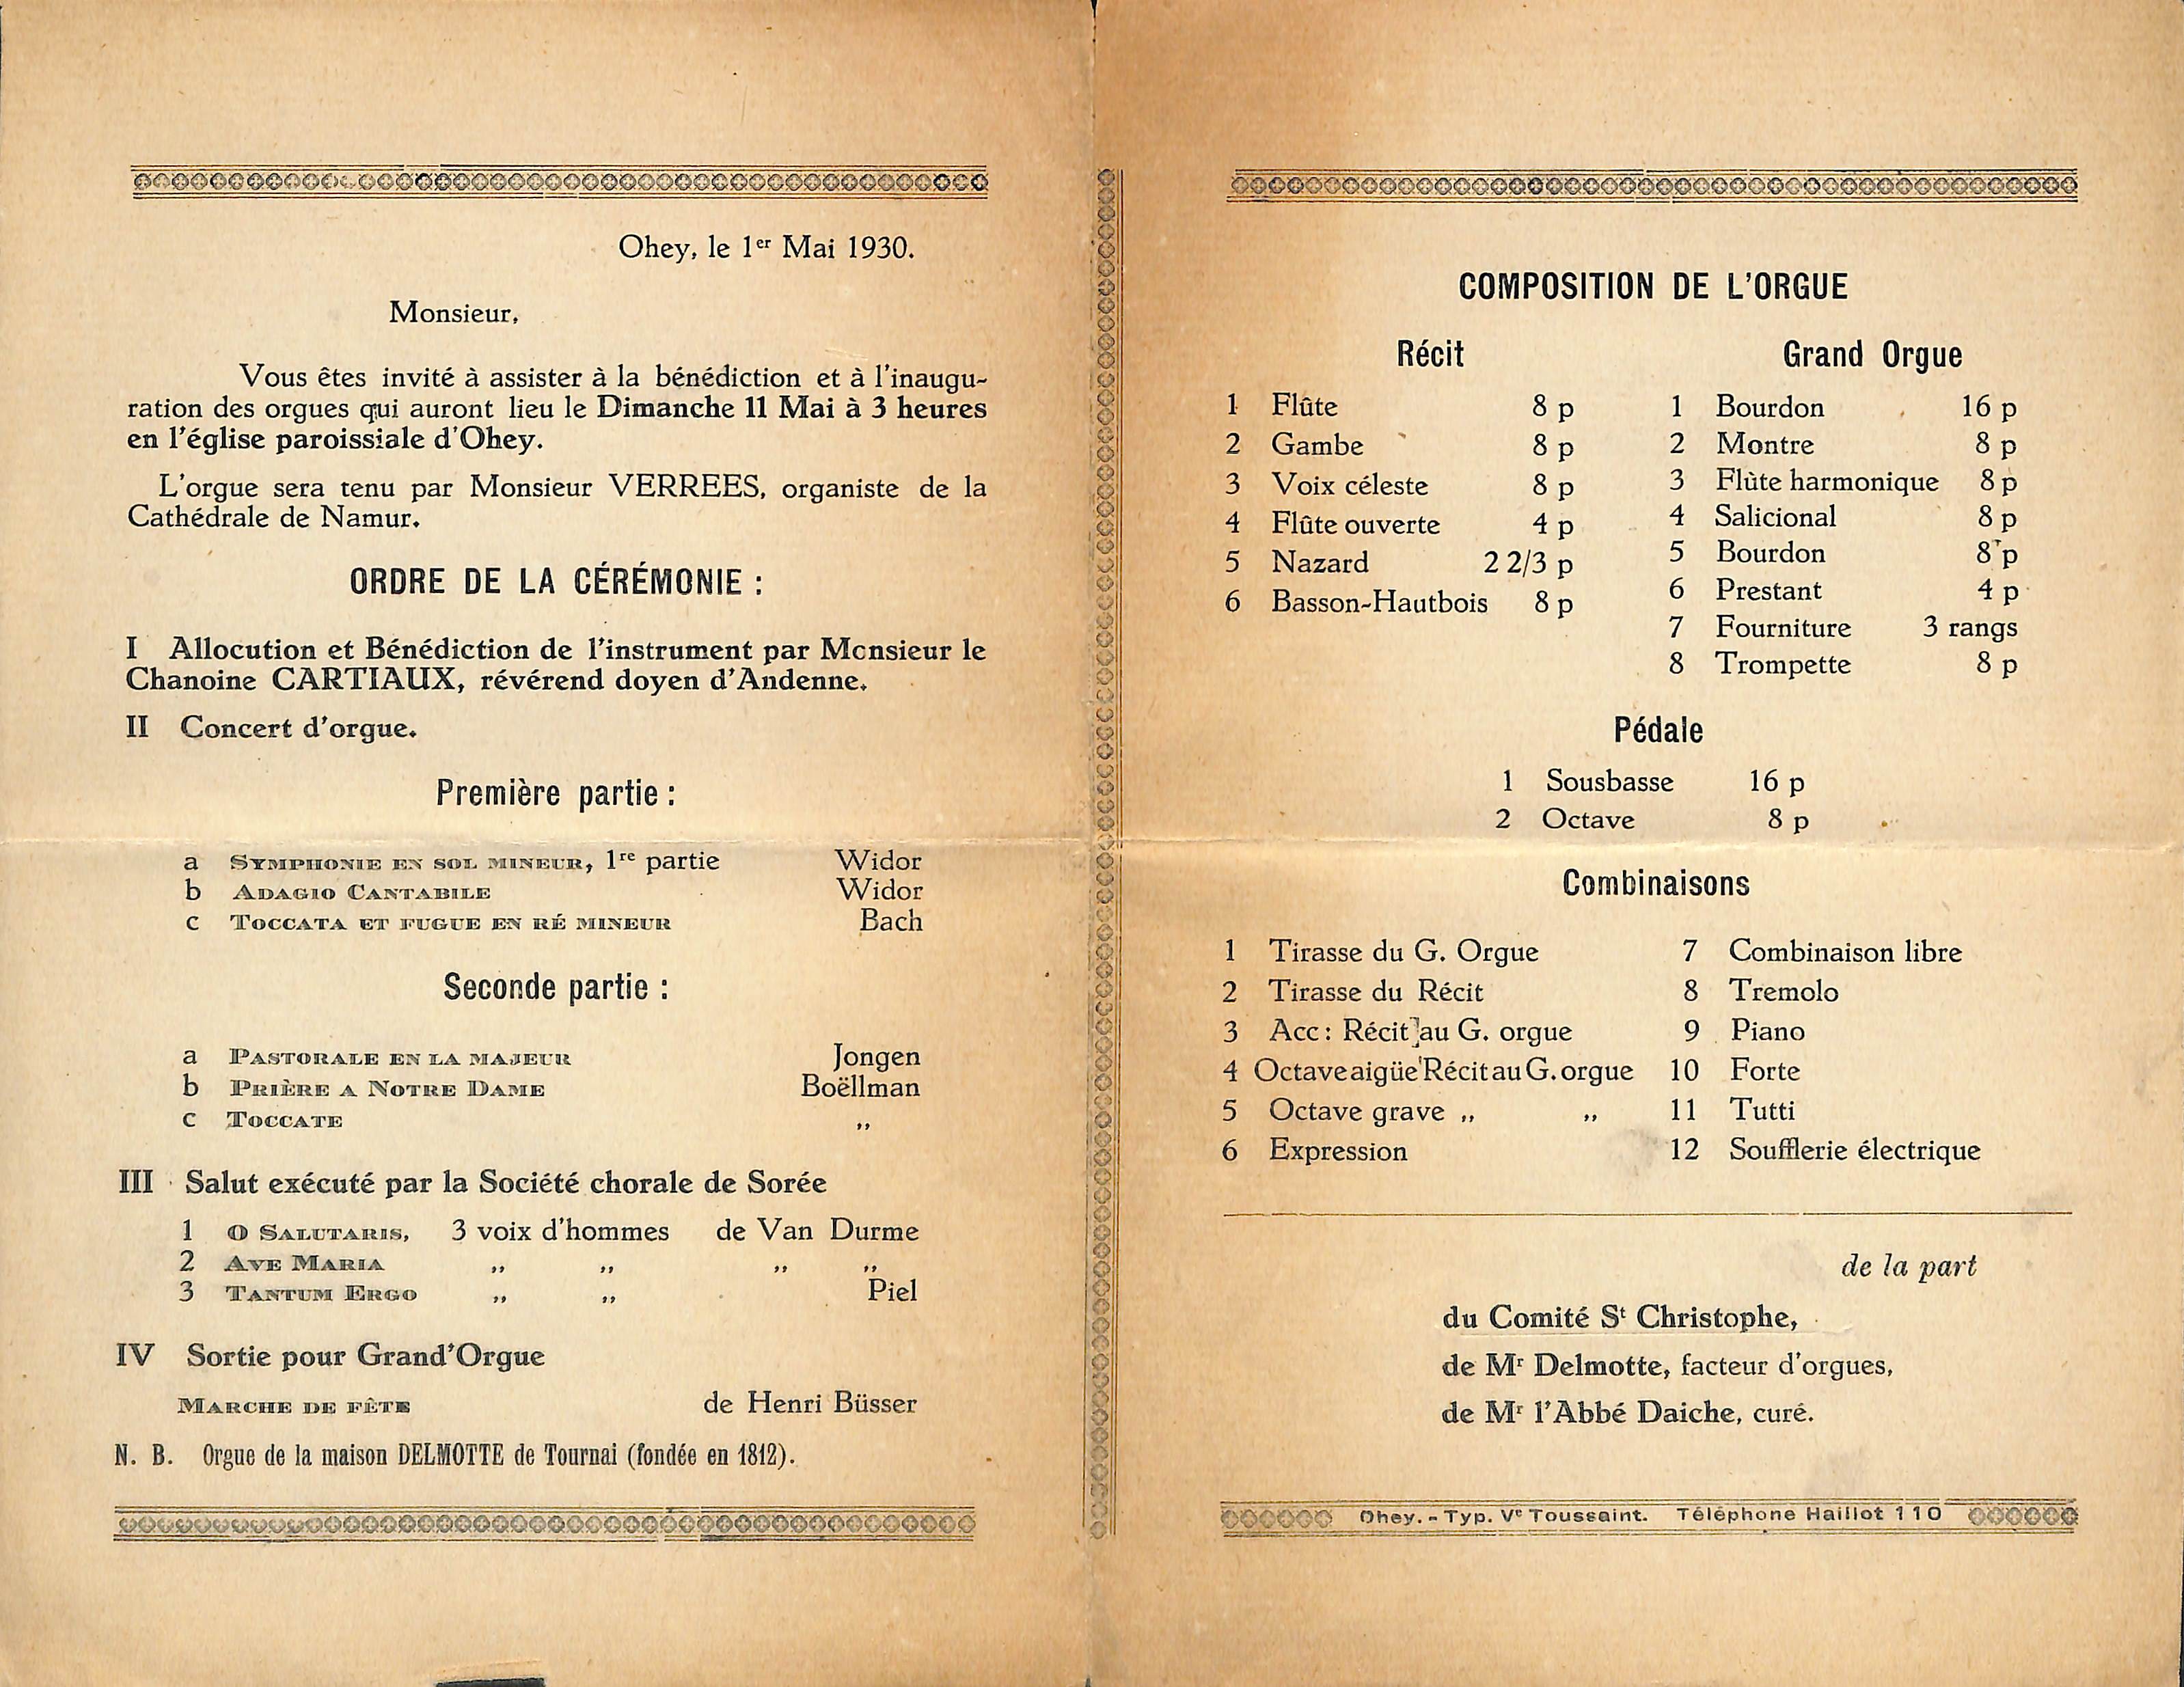 Ohey, le 1er Mai 1930.
Monsieur,
Vous êtes invité à assister à la bénédiction et à l'inaugu-
ration des orgues qui auront lieu le Dimanche 11 Mai à 3 heures
en l'église paroissiale d'Ohey.
L'orgue sera tenu par Monsieur VERREES, organiste de la
Cathédrale de Namur.
ORDRE DE LA CÉRÉMONIE :
I Allocution et Bénédiction de l'instrument par Monsieur le
Chanoine CARTIAUX, révérend doyen d'Andenne.
II Concert d'orgue.
Première partie :
a SYMPHONIE EN SOL MINEUR, 1re partie Widor
b ADAGIO CANTABILE Widor
c TOCCATA ET FUGUE EN RÉ MINEUR Bach
Seconde partie :
a PASTORALE EN LA MAJEUR Jongen
b PRIÈRE A NOTRE DAME Boëllman
c TOCCATE ,,
III Salut exécuté par la Société chorale de Sorée
1 O SALUTARIS, 3 voix d'hommes de Van Durme
2 AVE MARIA ,, ,, ,, ,,
3 TANTUM ERGO ,, ,, Piel
IV Sortie pour Grand'Orgue
MARCHE DE FÊTE de Henri Büsser
N. B. Orgue de la maison DELMOTTE de Tournai (fondée en 1812).
COMPOSITION DE L'ORGUE
Récit
1 Flûte 8 p
2 Gambe 8 p
3 Voix céleste 8 p
4 Flûte ouverte 4 p
5 Nazard 2 2/3 p
6 Basson-Hautbois 8 p
Grand Orgue
1 Bourdon 16 p
2 Montre 8 p
3 Flùte harmonique 8 p
4 Salicional 8 p
5 Bourdon 8 p
6 Prestant 4 p
7 Fourniture 3 rangs
8 Trompette 8 p
Pédale
1 Sousbasse 16 p
2 Octave 8 p
Combinaisons
1 Tirasse du G. Orgue
2 Tirasse du Récit
3 Acc : Récit au G. orgue
4 Octave aigüe Récit au G. orgue
5 Octave grave ,, ,,
6 Expression
7 Combinaison libre
8 Tremolo
9 Piano
10 Forte
11 Tutti
12 Soufflerie électrique
de la part
du Comité St Christophe,
de Mr Delmotte, facteur d'orgues,
de Mr l'Abbé Daiche, curé.
Ohey. - Typ. Ve Toussaint. Téléphone Haillot 110